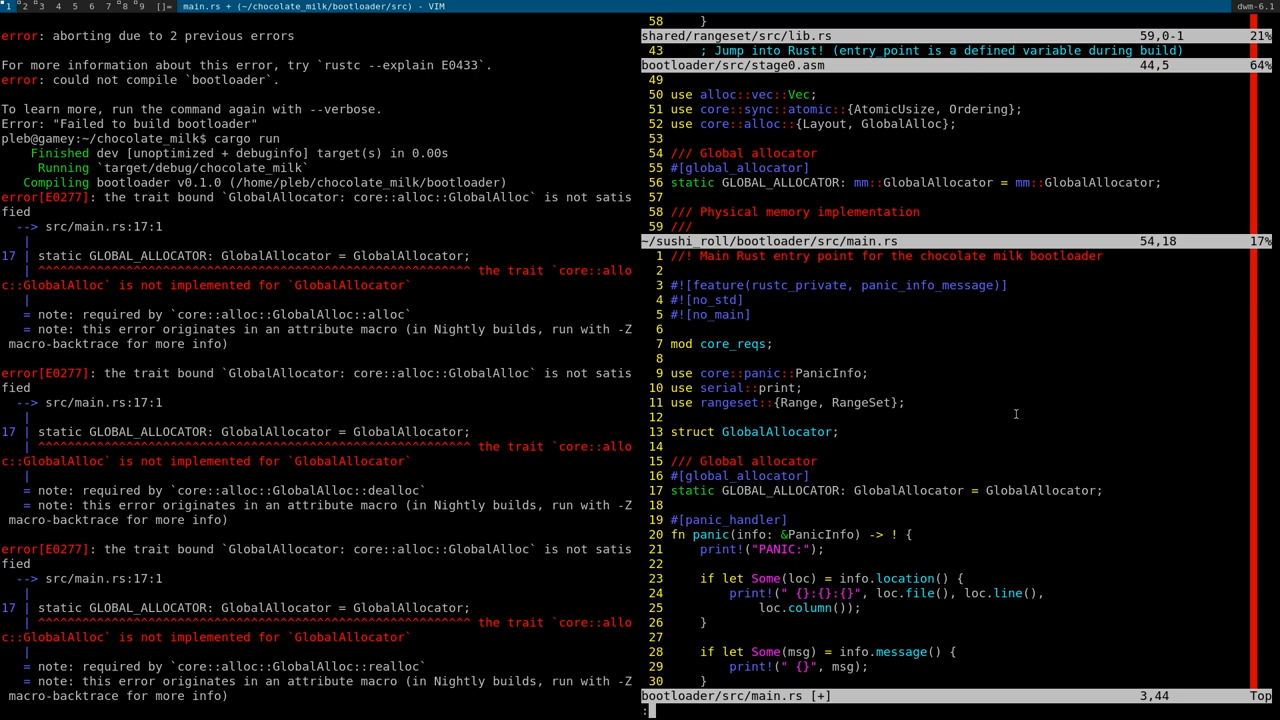 1 2 3 4 5 6 7 8 9 []= main.rs + (~/chocolate_milk/bootloader/src) - VIM dwm-6.1
error: aborting due to 2 previous errors
For more information about this error, try `rustc --explain E0433`.
error: could not compile `bootloader`.
To learn more, run the command again with --verbose.
Error: "Failed to build bootloader"
pleb@gamey:~/chocolate_milk$ cargo run
Finished dev [unoptimized + debuginfo] target(s) in 0.00s
Running `target/debug/chocolate_milk`
Compiling bootloader v0.1.0 (/home/pleb/chocolate_milk/bootloader)
error[E0277]: the trait bound `GlobalAllocator: core::alloc::GlobalAlloc` is not satis
fied
--> src/main.rs:17:1
|
17 | static GLOBAL_ALLOCATOR: GlobalAllocator = GlobalAllocator;
| ^^^^^^^^^^^^^^^^^^^^^^^^^^^^^^^^^^^^^^^^^^^^^^^^^^^^^^^^^^^ the trait `core::allo
c::GlobalAlloc` is not implemented for `GlobalAllocator`
|
= note: required by `core::alloc::GlobalAlloc::alloc`
= note: this error originates in an attribute macro (in Nightly builds, run with -Z
macro-backtrace for more info)
error[E0277]: the trait bound `GlobalAllocator: core::alloc::GlobalAlloc` is not satis
fied
--> src/main.rs:17:1
|
17 | static GLOBAL_ALLOCATOR: GlobalAllocator = GlobalAllocator;
| ^^^^^^^^^^^^^^^^^^^^^^^^^^^^^^^^^^^^^^^^^^^^^^^^^^^^^^^^^^^ the trait `core::allo
c::GlobalAlloc` is not implemented for `GlobalAllocator`
|
= note: required by `core::alloc::GlobalAlloc::dealloc`
= note: this error originates in an attribute macro (in Nightly builds, run with -Z
macro-backtrace for more info)
error[E0277]: the trait bound `GlobalAllocator: core::alloc::GlobalAlloc` is not satis
fied
--> src/main.rs:17:1
|
17 | static GLOBAL_ALLOCATOR: GlobalAllocator = GlobalAllocator;
| ^^^^^^^^^^^^^^^^^^^^^^^^^^^^^^^^^^^^^^^^^^^^^^^^^^^^^^^^^^^ the trait `core::allo
c::GlobalAlloc` is not implemented for `GlobalAllocator`
|
= note: required by `core::alloc::GlobalAlloc::realloc`
= note: this error originates in an attribute macro (in Nightly builds, run with -Z
macro-backtrace for more info)
58 }
shared/rangeset/src/lib.rs 59,0-1 21%
43 ; Jump into Rust! (entry_point is a defined variable during build)
bootloader/src/stage0.asm 44,5 64%
49
50 use alloc::vec::Vec;
51 use core::sync::atomic::{AtomicUsize, Ordering};
52 use core::alloc::{Layout, GlobalAlloc};
53
54 /// Global allocator
55 #[global_allocator]
56 static GLOBAL_ALLOCATOR: mm::GlobalAllocator = mm::GlobalAllocator;
57
58 /// Physical memory implementation
59 ///
~/sushi_roll/bootloader/src/main.rs 54,18 17%
1 //! Main Rust entry point for the chocolate milk bootloader
2
3 #![feature(rustc_private, panic_info_message)]
4 #![no_std]
5 #![no_main]
6
7 mod core_reqs;
8
9 use core::panic::PanicInfo;
10 use serial::print;
11 use rangeset::{Range, RangeSet};
12
13 struct GlobalAllocator;
14
15 /// Global allocator
16 #[global_allocator]
17 static GLOBAL_ALLOCATOR: GlobalAllocator = GlobalAllocator;
18
19 #[panic_handler]
20 fn panic(info: &PanicInfo) -> ! {
21 print!("PANIC:");
22
23 if let Some(loc) = info.location() {
24 print!(" {}:{}:{}", loc.file(), loc.line(),
25 loc.column());
26 }
27
28 if let Some(msg) = info.message() {
29 print!(" {}", msg);
30 }
bootloader/src/main.rs [+] 3,44 Top
: